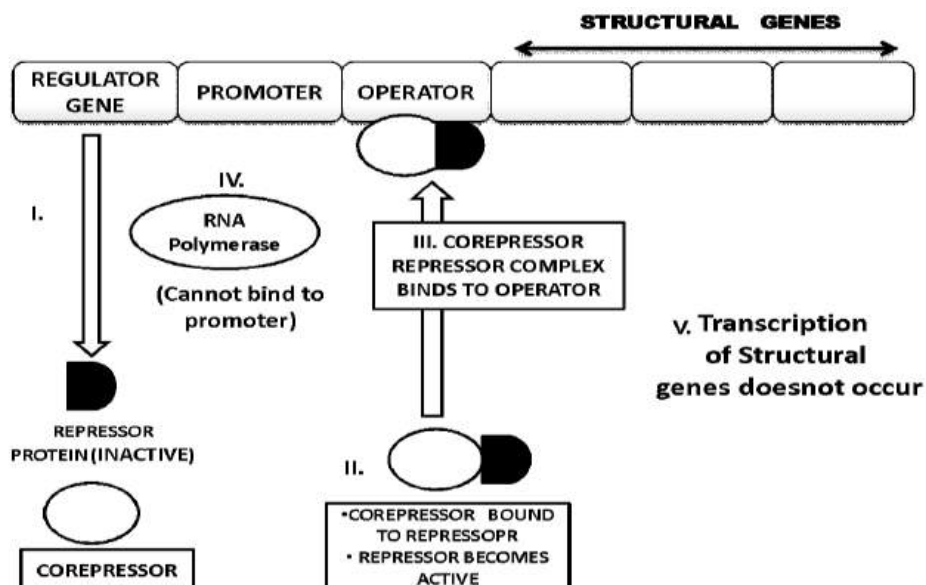 STRUCTURAL GENES
REGULATOR
GENE
PROMOTER
OPERATOR
I.
IV.
RNA
Polymerase
(Cannot bind to
promoter)
III. COREPRESSOR
REPRESSOR COMPLEX
BINDS TO OPERATOR
V. Transcription
of Structural
genes doesnot occur
REPRESSOR
PROTEIN(INACTIVE)
COREPRESSOR
II.
•COREPRESSOR BOUND
TO REPRESSOPR
• REPRESSOR BECOMES
ACTIVE